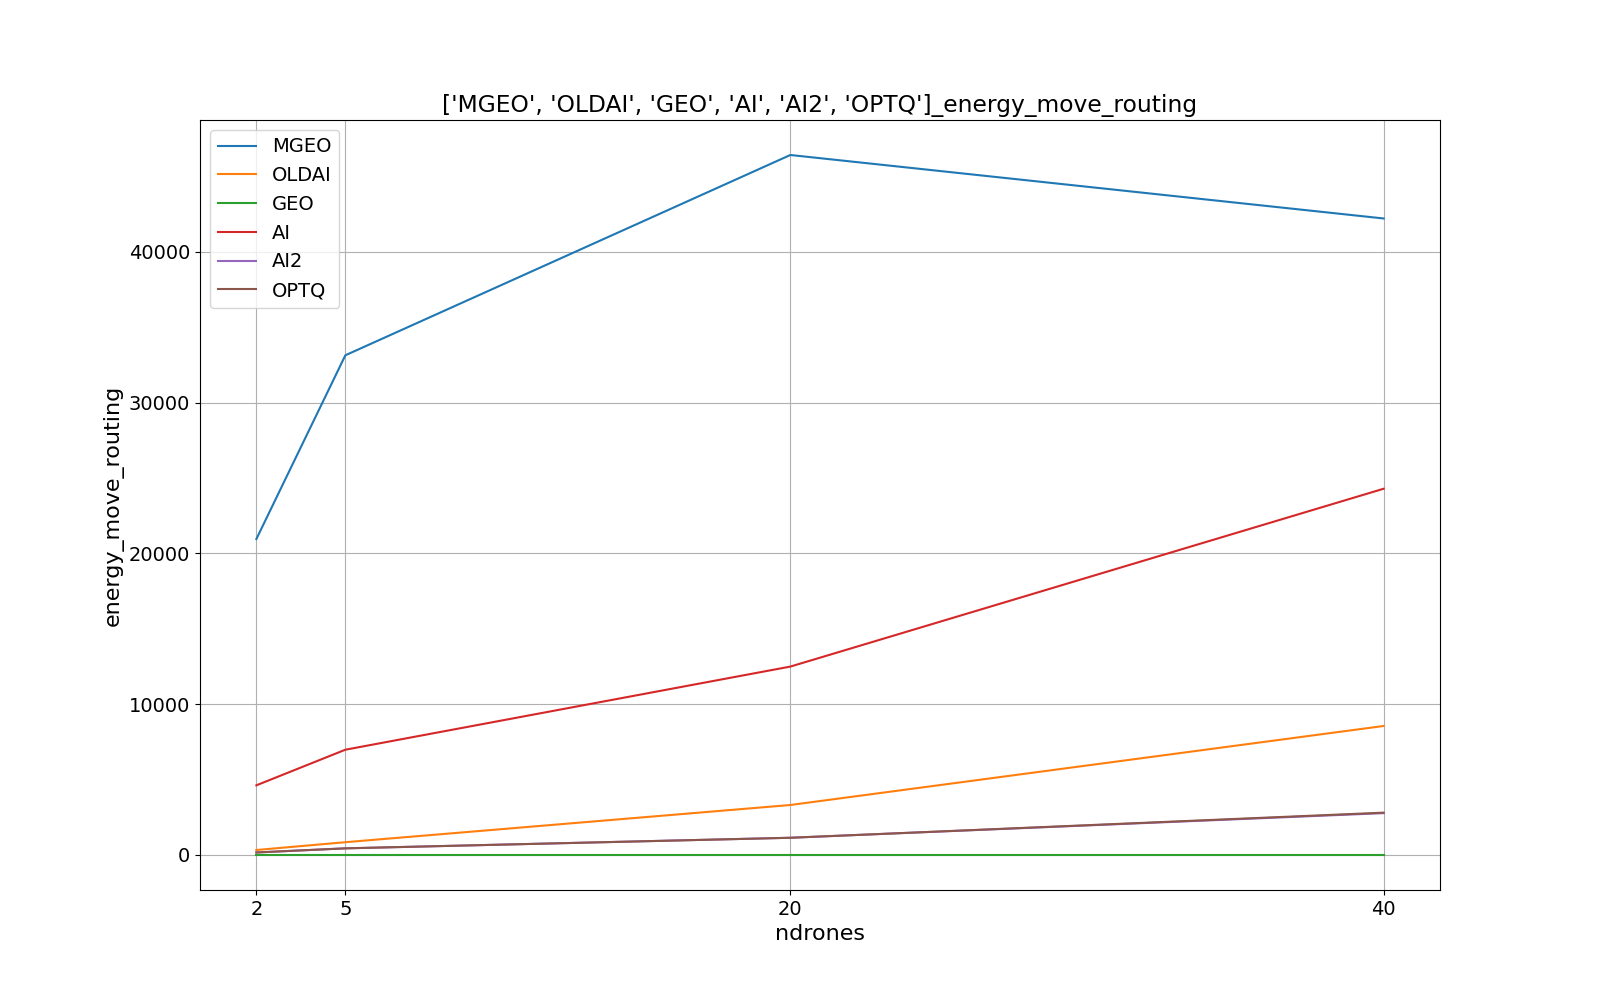 ['MGEO', 'OLDAI', 'GEO', 'AI', 'AI2', 'OPTQ']_energy_move_routing
MGEO
OLDAI
GEO
AI
AI2
OPTQ
energy_move_routing
40000
30000
20000
10000
0
2 5 20 40
ndrones